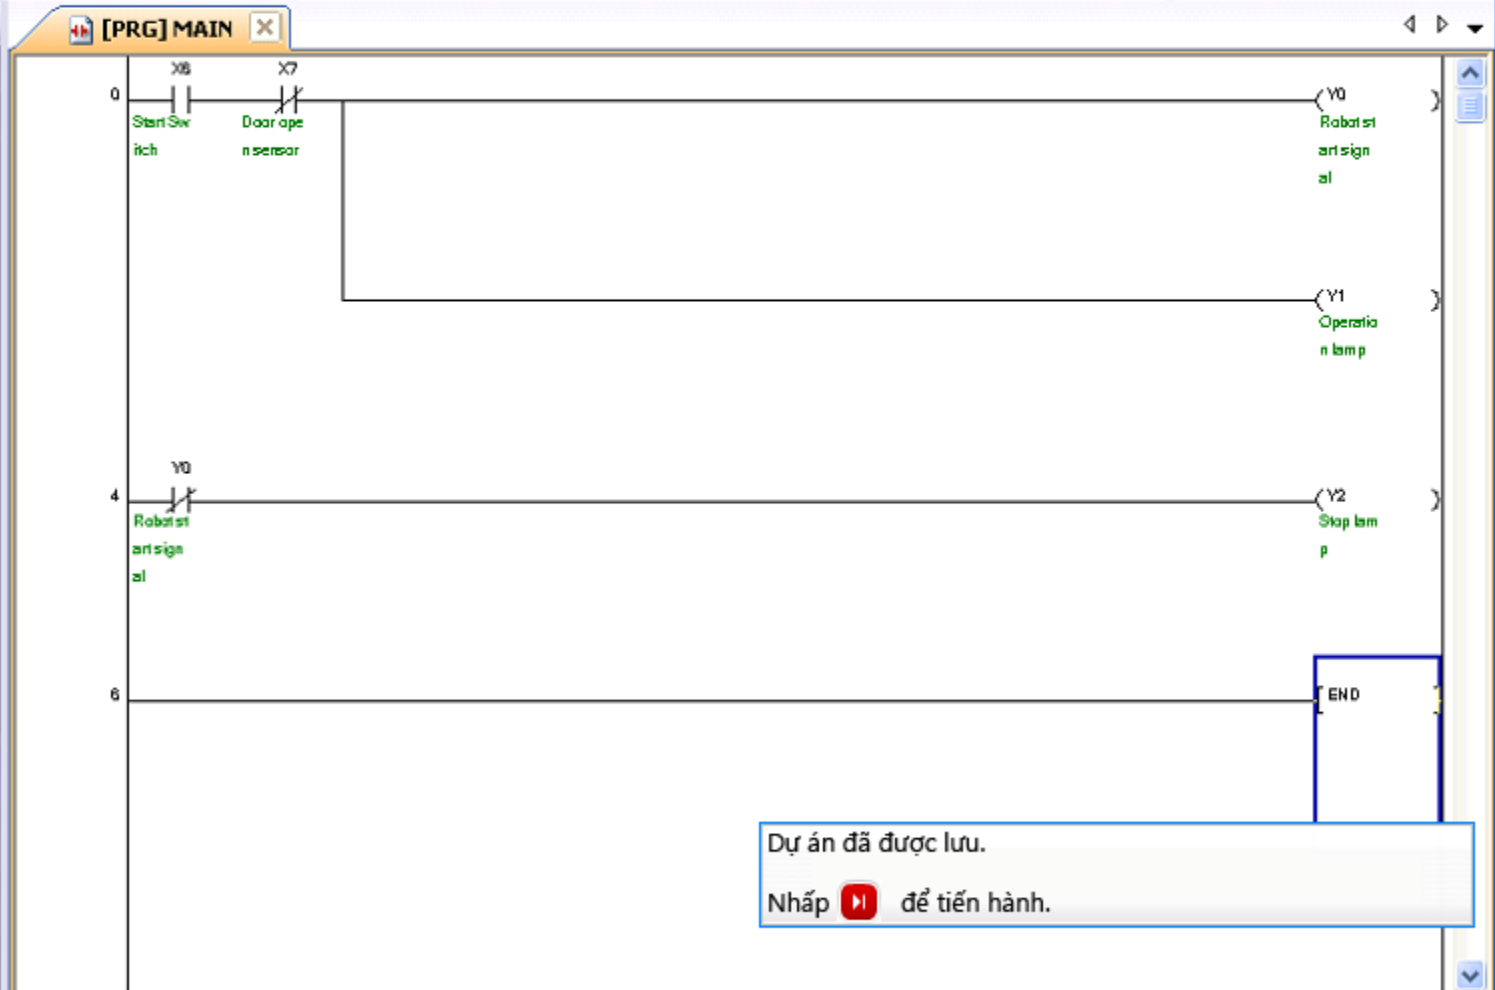 [PRG] MAIN
X6 X7
0 Y0
Start Sw Door ope Robot st
itch n sensor art sign
al
Y1
Operatio
n lamp
Y0
4 Y2
Robot st Stop lam
art sign p
al
6 END
Dự án đã được lưu.
Nhấp để tiến hành.